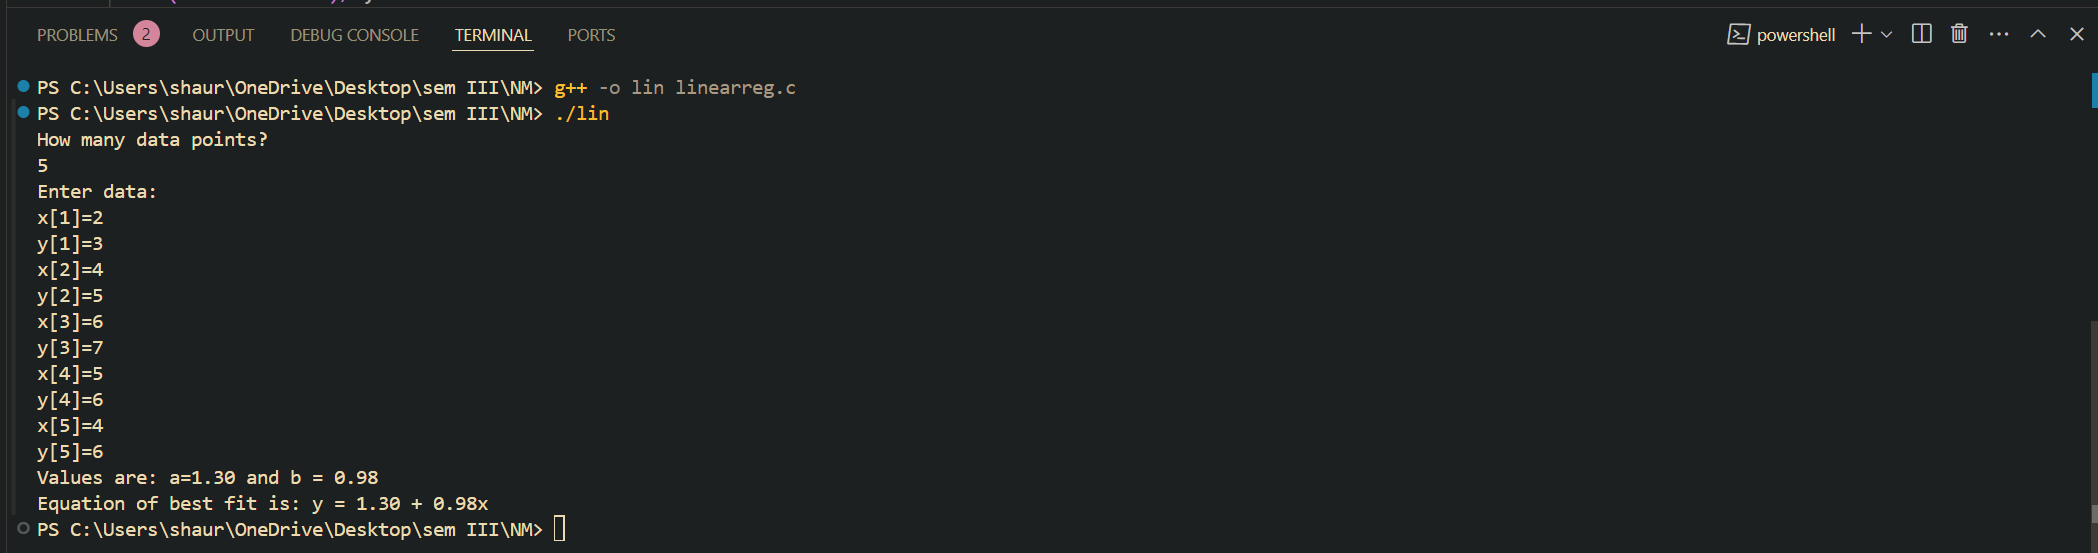 PROBLEMS 2 OUTPUT DEBUG CONSOLE TERMINAL PORTS powershell
PS C:\Users\shaur\OneDrive\Desktop\sem III\NM> g++ -o lin linearreg.c
PS C:\Users\shaur\OneDrive\Desktop\sem III\NM> ./lin
How many data points?
5
Enter data:
x[1]=2
y[1]=3
x[2]=4
y[2]=5
x[3]=6
y[3]=7
x[4]=5
y[4]=6
x[5]=4
y[5]=6
Values are: a=1.30 and b = 0.98
Equation of best fit is: y = 1.30 + 0.98x
PS C:\Users\shaur\OneDrive\Desktop\sem III\NM>